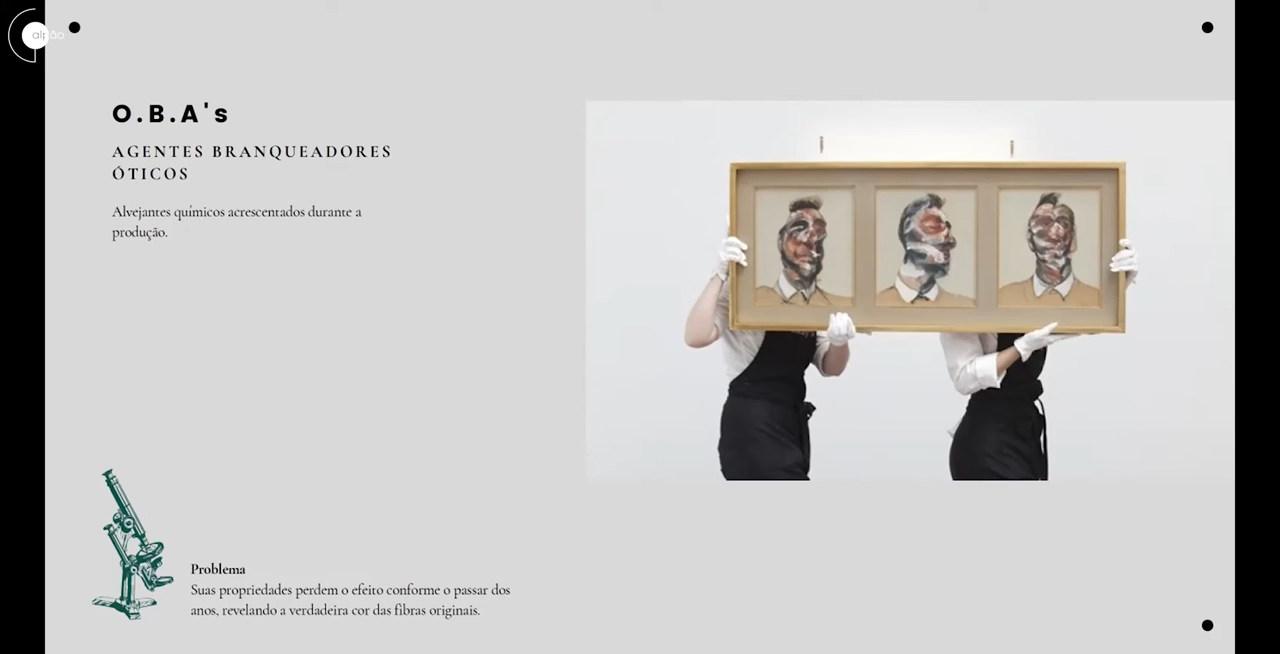 O.B.A's
AGENTES BRANQUEADORES
ÓTICOS
Alvejantes químicos acrescentados durante a
produção.
Problema
Suas propriedades perdem o efeito conforme o passar dos
anos, revelando a verdadeira cor das fibras originais.